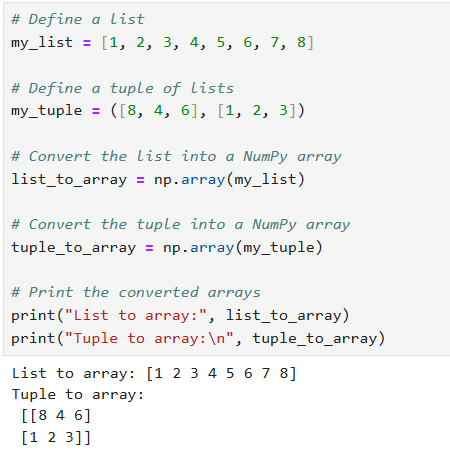 # Define a list
my_list = [1, 2, 3, 4, 5, 6, 7, 8]
# Define a tuple of lists
my_tuple = ([8, 4, 6], [1, 2, 3])
# Convert the list into a NumPy array
list_to_array = np.array(my_list)
# Convert the tuple into a NumPy array
tuple_to_array = np.array(my_tuple)
# Print the converted arrays
print("List to array:", list_to_array)
print("Tuple to array:\n", tuple_to_array)
List to array: [1 2 3 4 5 6 7 8]
Tuple to array:
 [[8 4 6]
 [1 2 3]]